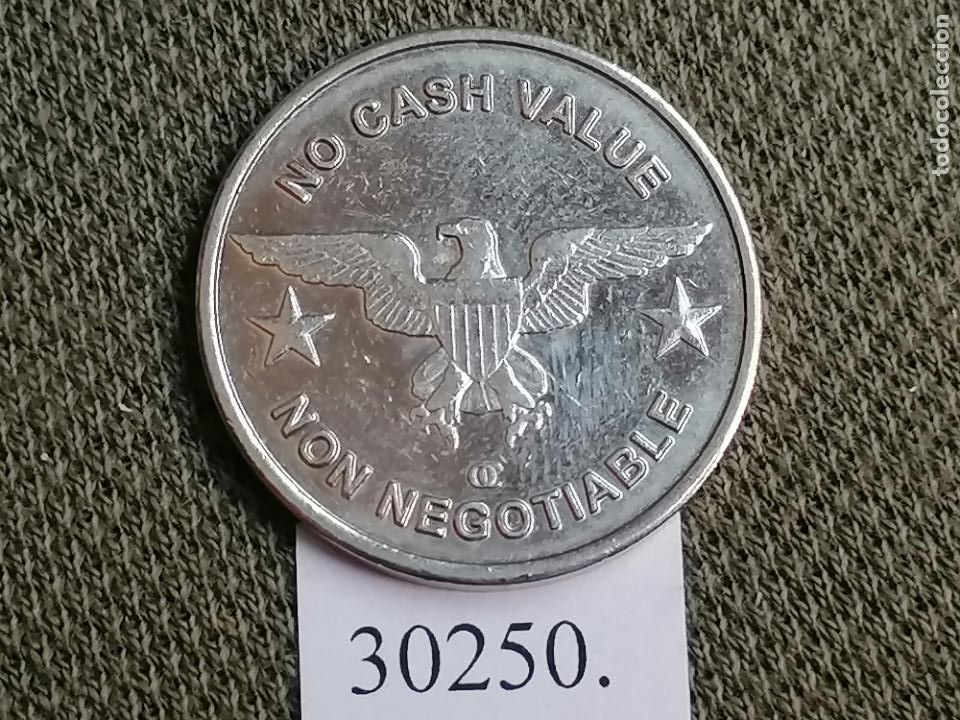 NO CASH VALUE
NON NEGOTIABLE
30250.
todocoleccion